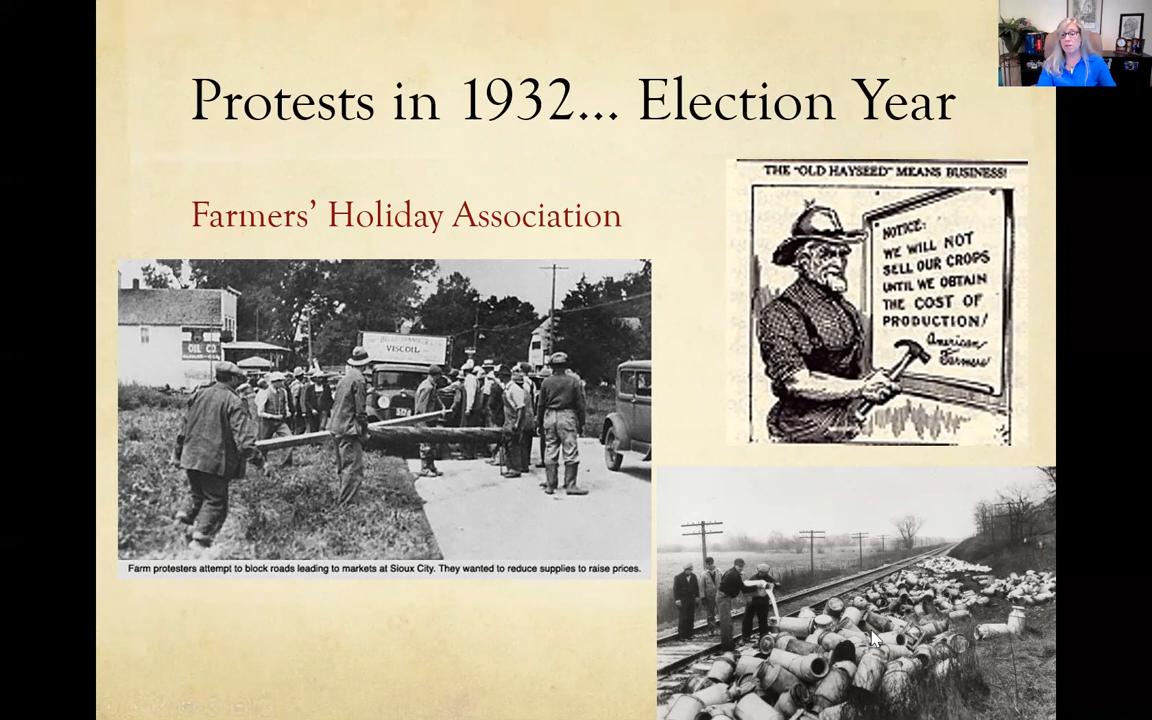 Protests in 1932... Election Year
Farmers' Holiday Association
THE "OLD HAYSEED" MEANS BUSINESS!
NOTICE:
WE WILL NOT
SELL OUR CROPS
UNTIL WE OBTAIN
THE COST OF
PRODUCTION!
American
Farmers
OIL CO.
VISCOIL
Farm protesters attempt to block roads leading to markets at Sioux City. They wanted to reduce supplies to raise prices.